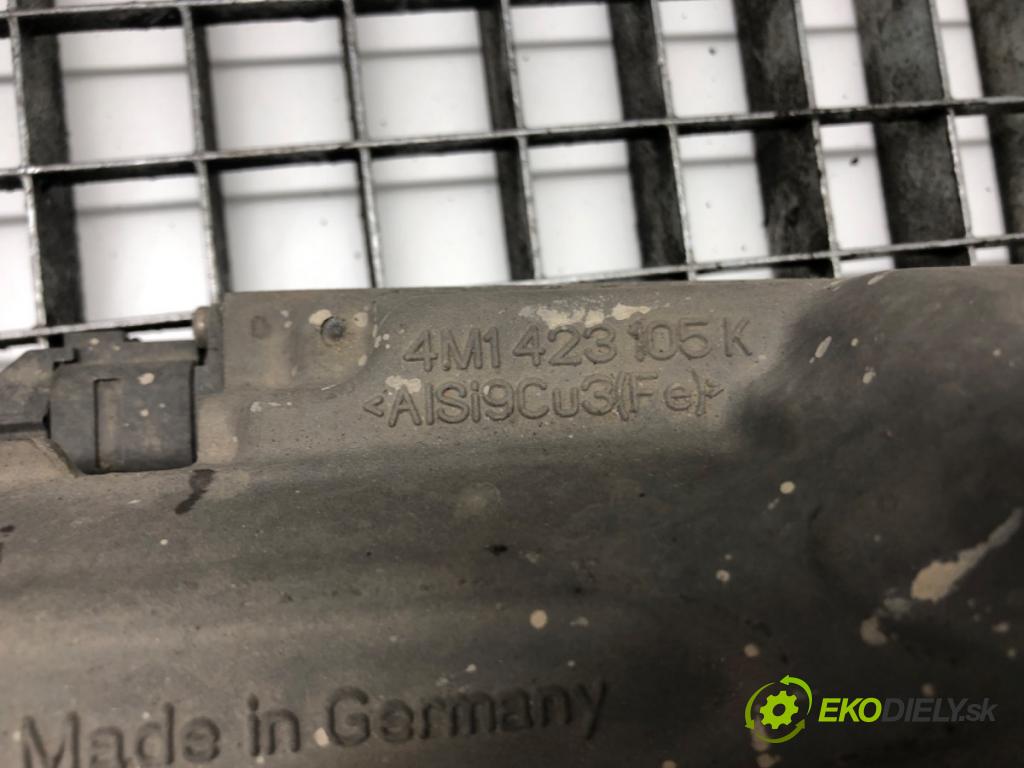 4M1 423 105 K
<AlSi9Cu3(Fe)>
Made in Germany
EKODIELY.sk